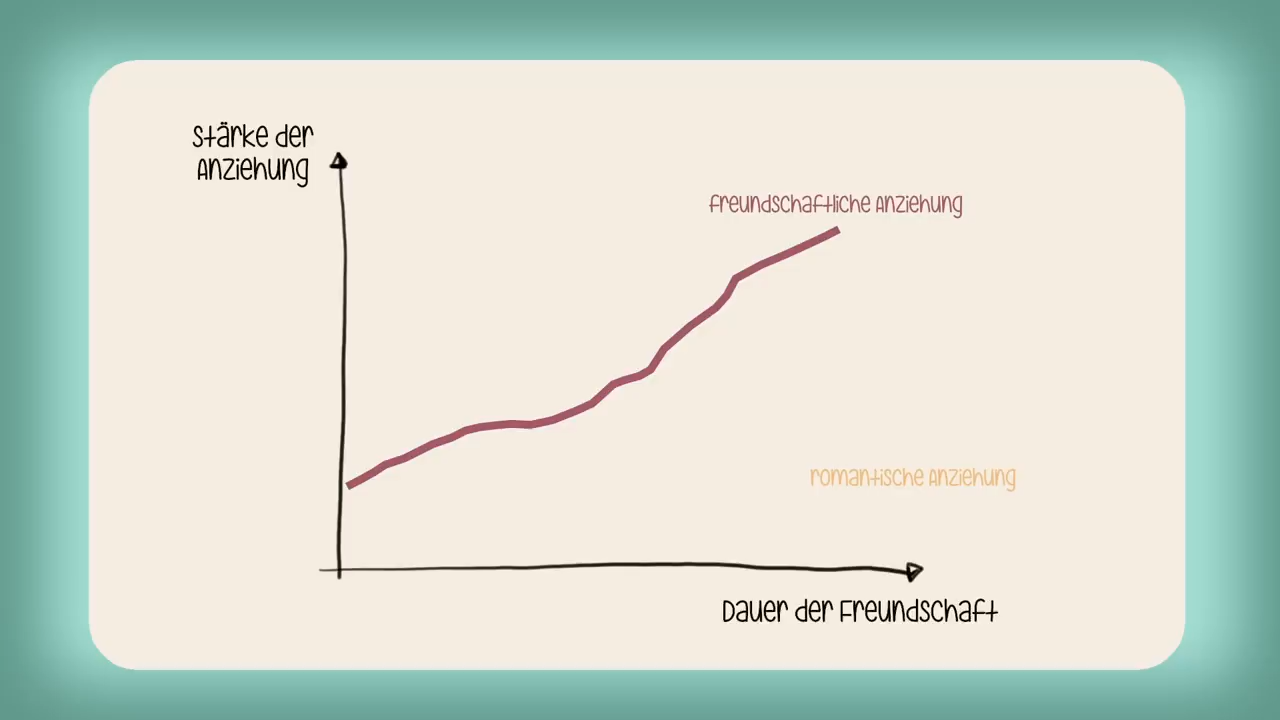 Stärke der
Anziehung
freundschaftliche Anziehung
romantische Anziehung
Dauer der Freundschaft